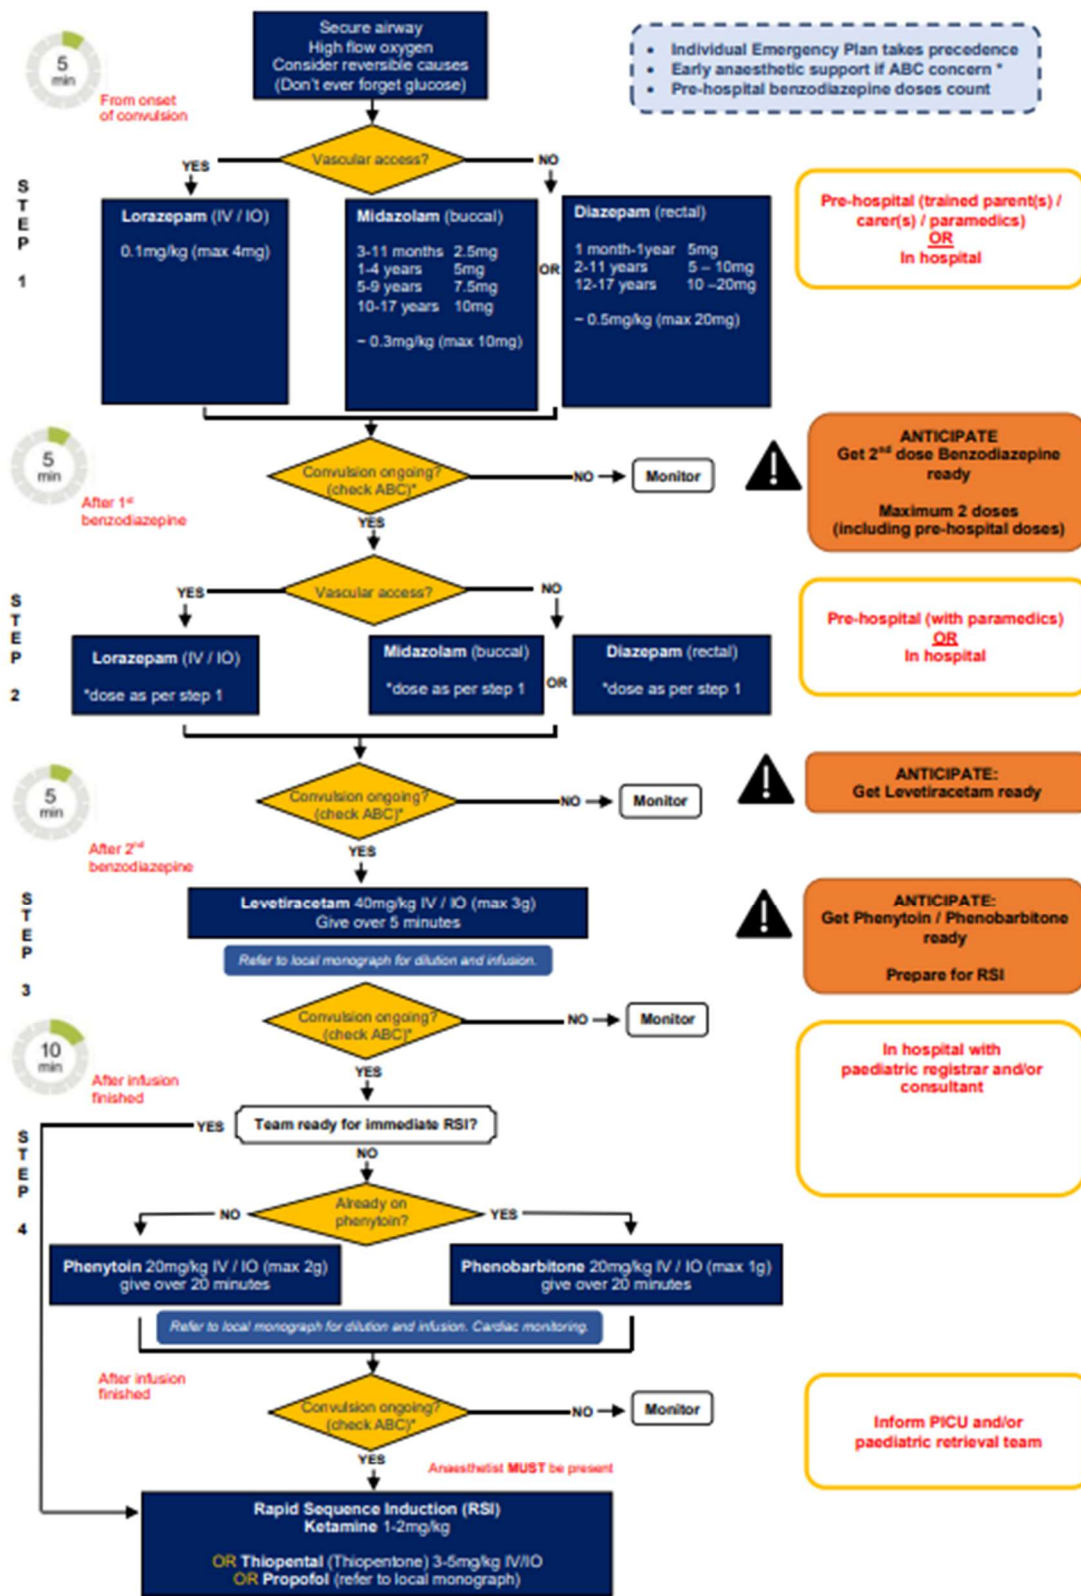 5
min
From onset
of convulsion
Secure airway
High flow oxygen
Consider reversible causes
(Don't ever forget glucose)
• Individual Emergency Plan takes precedence
• Early anaesthetic support if ABC concern *
• Pre-hospital benzodiazepine doses count
Vascular access?
YES
NO
STEP 1
Lorazepam (IV / IO)
0.1mg/kg (max 4mg)
Midazolam (buccal)
3-11 months 2.5mg
1-4 years 5mg
5-9 years 7.5mg
10-17 years 10mg
~ 0.3mg/kg (max 10mg)
OR
Diazepam (rectal)
1 month-1year 5mg
2-11 years 5 – 10mg
12-17 years 10 –20mg
~ 0.5mg/kg (max 20mg)
Pre-hospital (trained parent(s) /
carer(s) / paramedics)
OR
In hospital
5
min
After 1st
benzodiazepine
Convulsion ongoing?
(check ABC)*
NO
Monitor
YES
ANTICIPATE
Get 2nd dose Benzodiazepine
ready
Maximum 2 doses
(including pre-hospital doses)
Vascular access?
YES
NO
STEP 2
Lorazepam (IV / IO)
*dose as per step 1
Midazolam (buccal)
*dose as per step 1
OR
Diazepam (rectal)
*dose as per step 1
Pre-hospital (with paramedics)
OR
In hospital
5
min
After 2nd
benzodiazepine
Convulsion ongoing?
(check ABC)*
NO
Monitor
YES
ANTICIPATE:
Get Levetiracetam ready
STEP 3
Levetiracetam 40mg/kg IV / IO (max 3g)
Give over 5 minutes
Refer to local monograph for dilution and infusion.
ANTICIPATE:
Get Phenytoin / Phenobarbitone
ready
Prepare for RSI
10
min
After infusion
finished
Convulsion ongoing?
(check ABC)*
NO
Monitor
YES
In hospital with
paediatric registrar and/or
consultant
STEP 4
YES
Team ready for immediate RSI?
NO
Already on
phenytoin?
NO
YES
Phenytoin 20mg/kg IV / IO (max 2g)
give over 20 minutes
Phenobarbitone 20mg/kg IV / IO (max 1g)
give over 20 minutes
Refer to local monograph for dilution and infusion. Cardiac monitoring.
After infusion
finished
Convulsion ongoing?
(check ABC)*
NO
Monitor
YES
Anaesthetist MUST be present
Inform PICU and/or
paediatric retrieval team
Rapid Sequence Induction (RSI)
Ketamine 1-2mg/kg
OR Thiopental (Thiopentone) 3-5mg/kg IV/IO
OR Propofol (refer to local monograph)